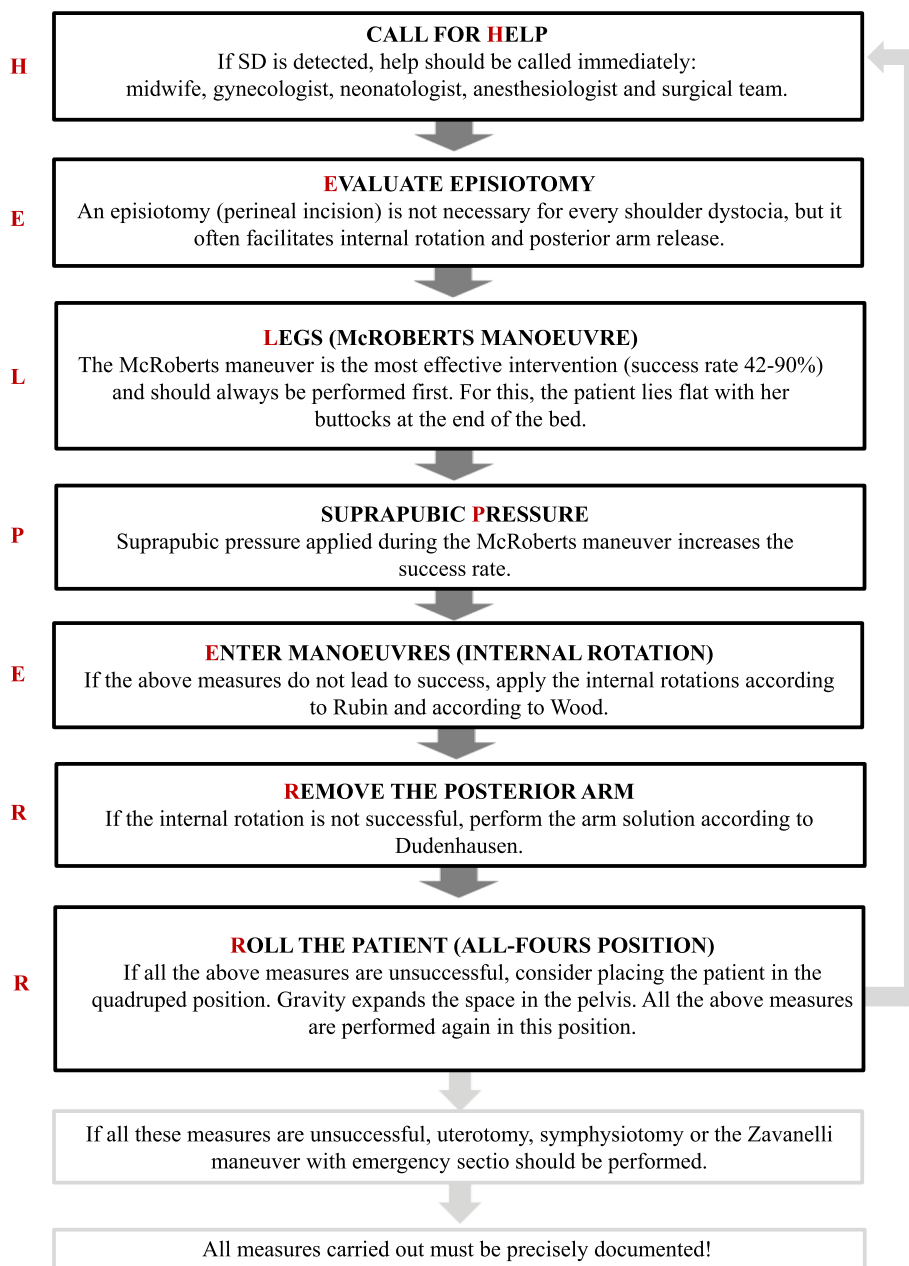 CALL FOR HELP
H
If SD is detected, help should be called immediately:
midwife, gynecologist, neonatologist, anesthesiologist and surgical team.
EVALUATE EPISIOTOMY
E
An episiotomy (perineal incision) is not necessary for every shoulder dystocia, but it
often facilitates internal rotation and posterior arm release.
LEGS (McROBERTS MANOEUVRE)
The McRoberts maneuver is the most effective intervention (success rate 42-90%)
L
and should always be performed first. For this, the patient lies flat with her
buttocks at the end of the bed.
SUPRAPUBIC PRESSURE
P
Suprapubic pressure applied during the McRoberts maneuver increases the
success rate.
ENTER MANOEUVRES (INTERNAL ROTATION)
E
If the above measures do not lead to success, apply the internal rotations according
to Rubin and according to Wood.
REMOVE THE POSTERIOR ARM
R
If the internal rotation is not successful, perform the arm solution according to
Dudenhausen.
ROLL THE PATIENT (ALL-FOURS POSITION)
If all the above measures are unsuccessful, consider placing the patient in the
R
quadruped position. Gravity expands the space in the pelvis. All the above measures
are performed again in this position.
If all these measures are unsuccessful, uterotomy, symphysiotomy or the Zavanelli
maneuver with emergency sectio should be performed.
All measures carried out must be precisely documented!